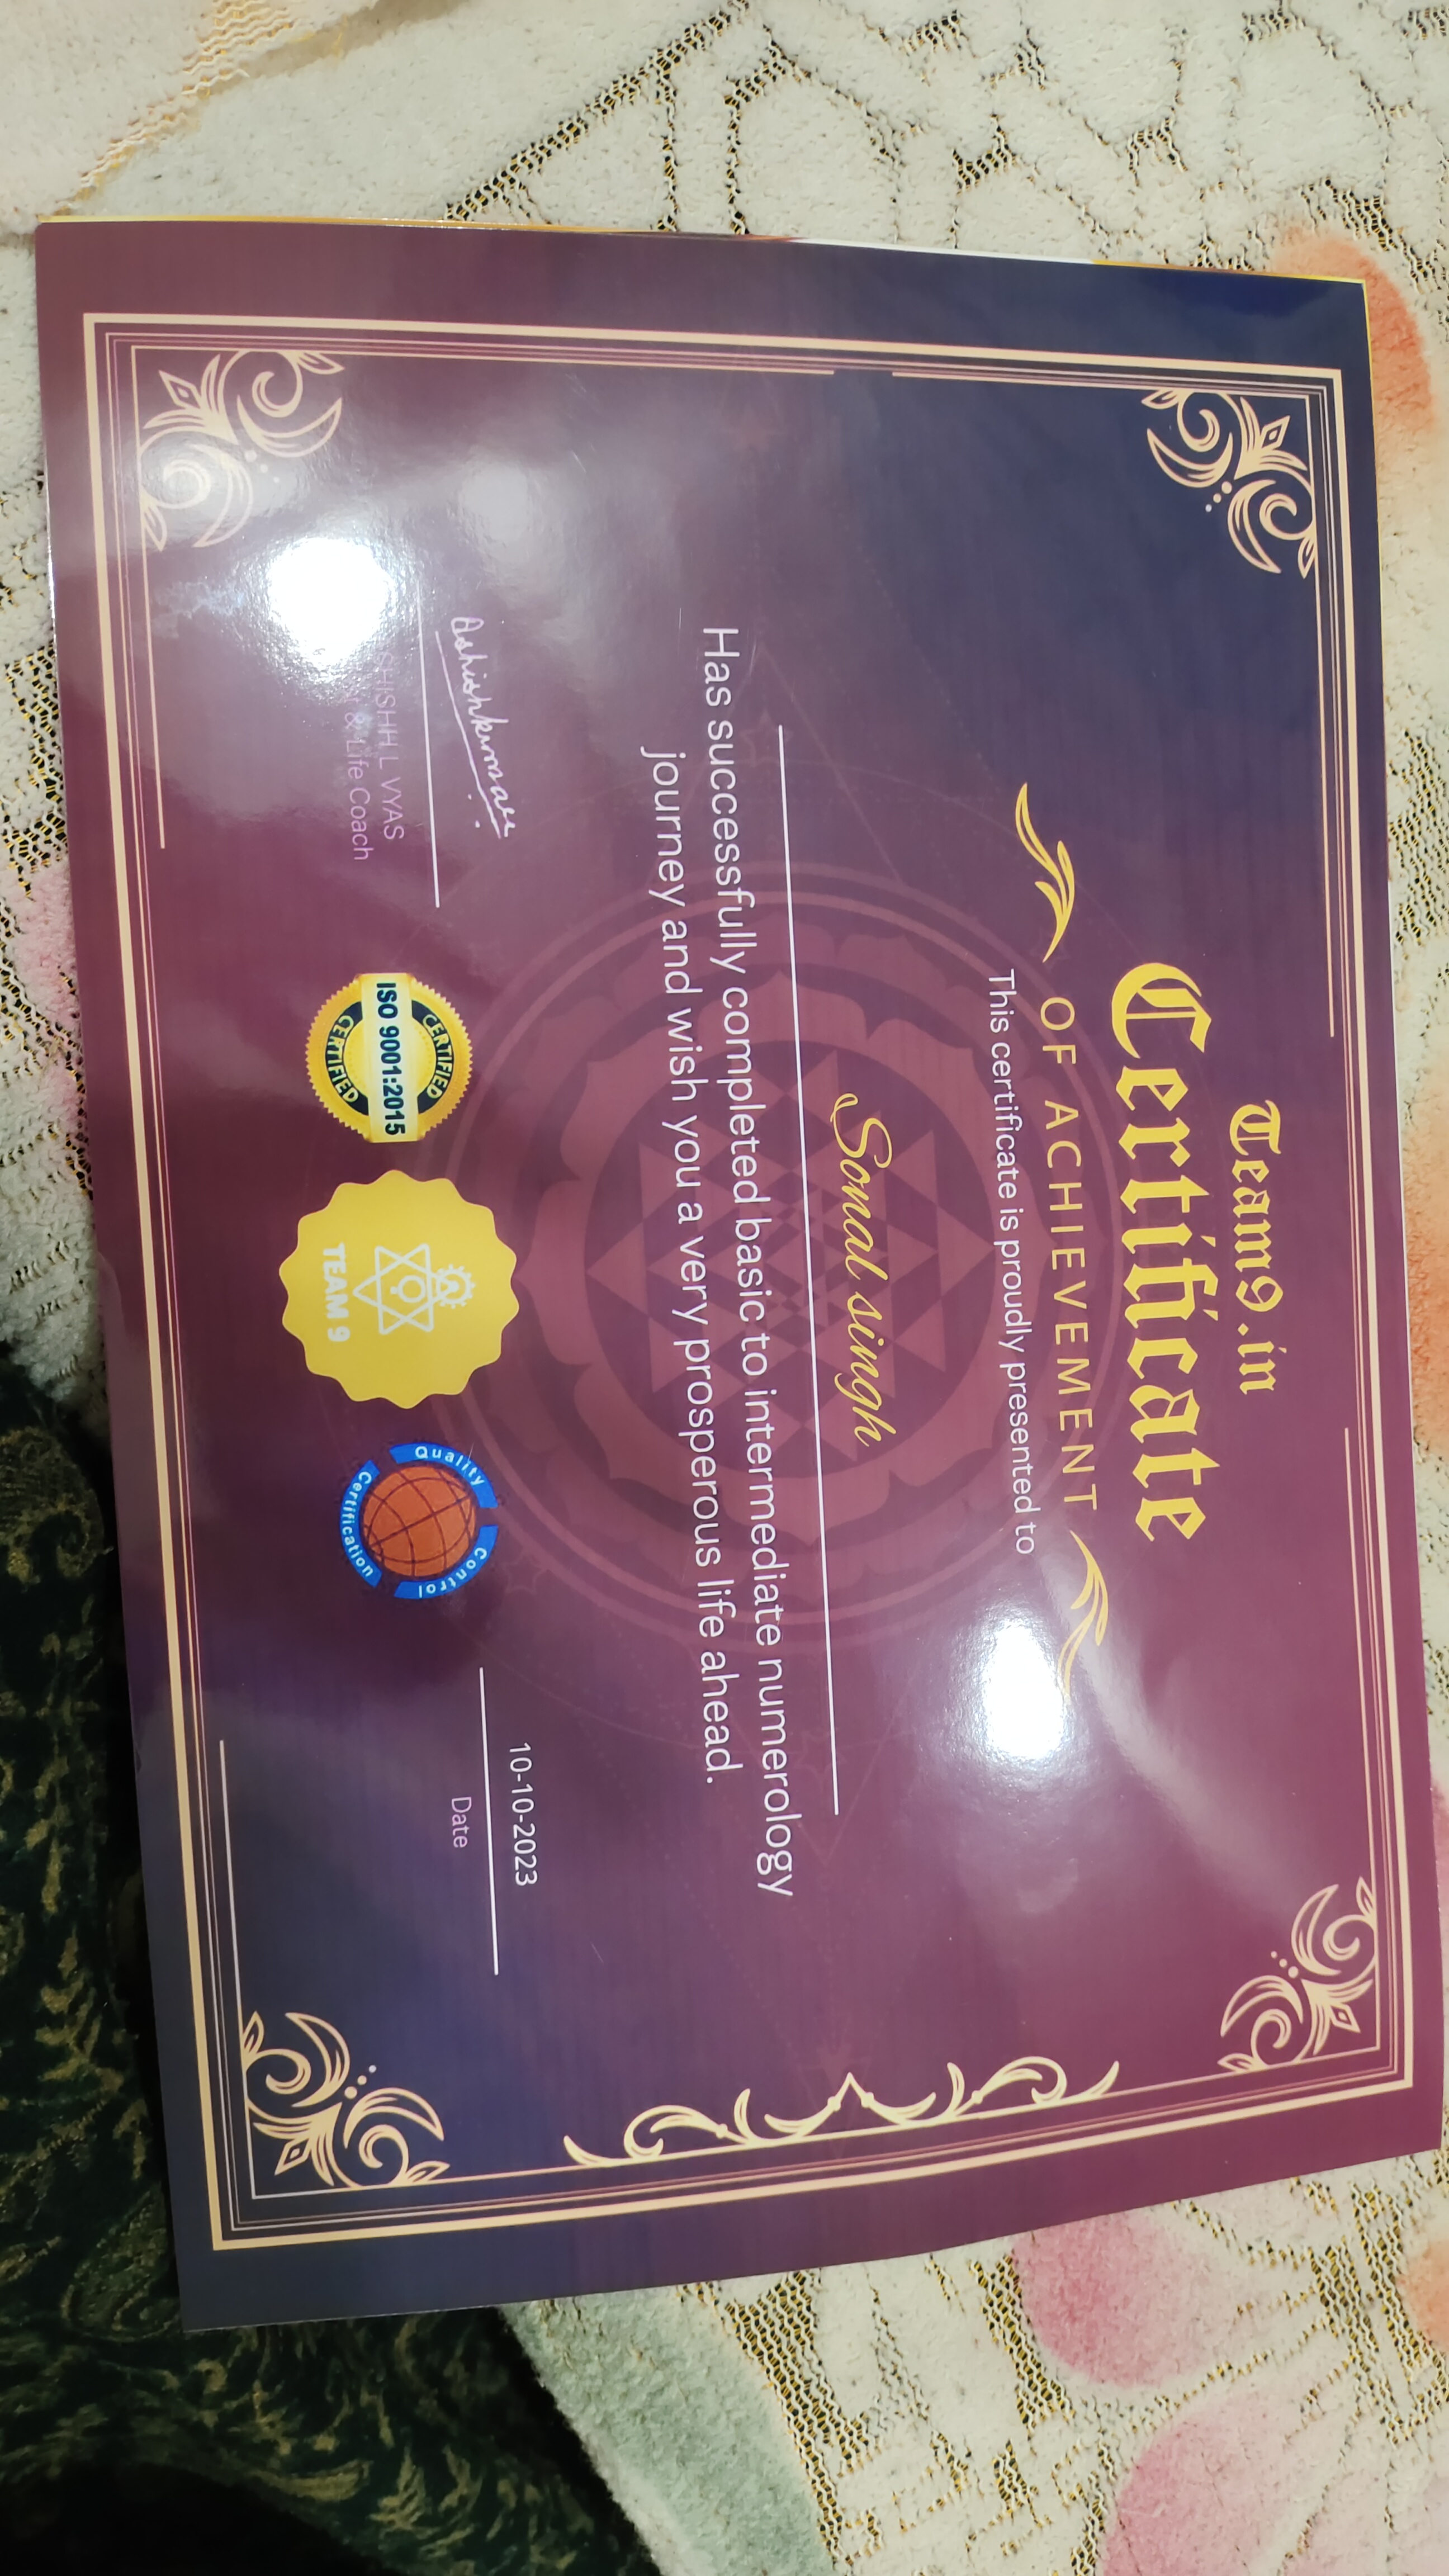 Team9.in
Certificate
OF ACHIEVEMENT
This certificate is proudly presented to
Sonal singh
Has successfully completed basic to intermediate numerology
journey and wish you a very prosperous life ahead.
Ashishkumar
L VYAS
& Life Coach
CERTIFIED
ISO 9001:2015
CERTIFIED
TEAM 9
Quality Control Certification
10-10-2023
Date